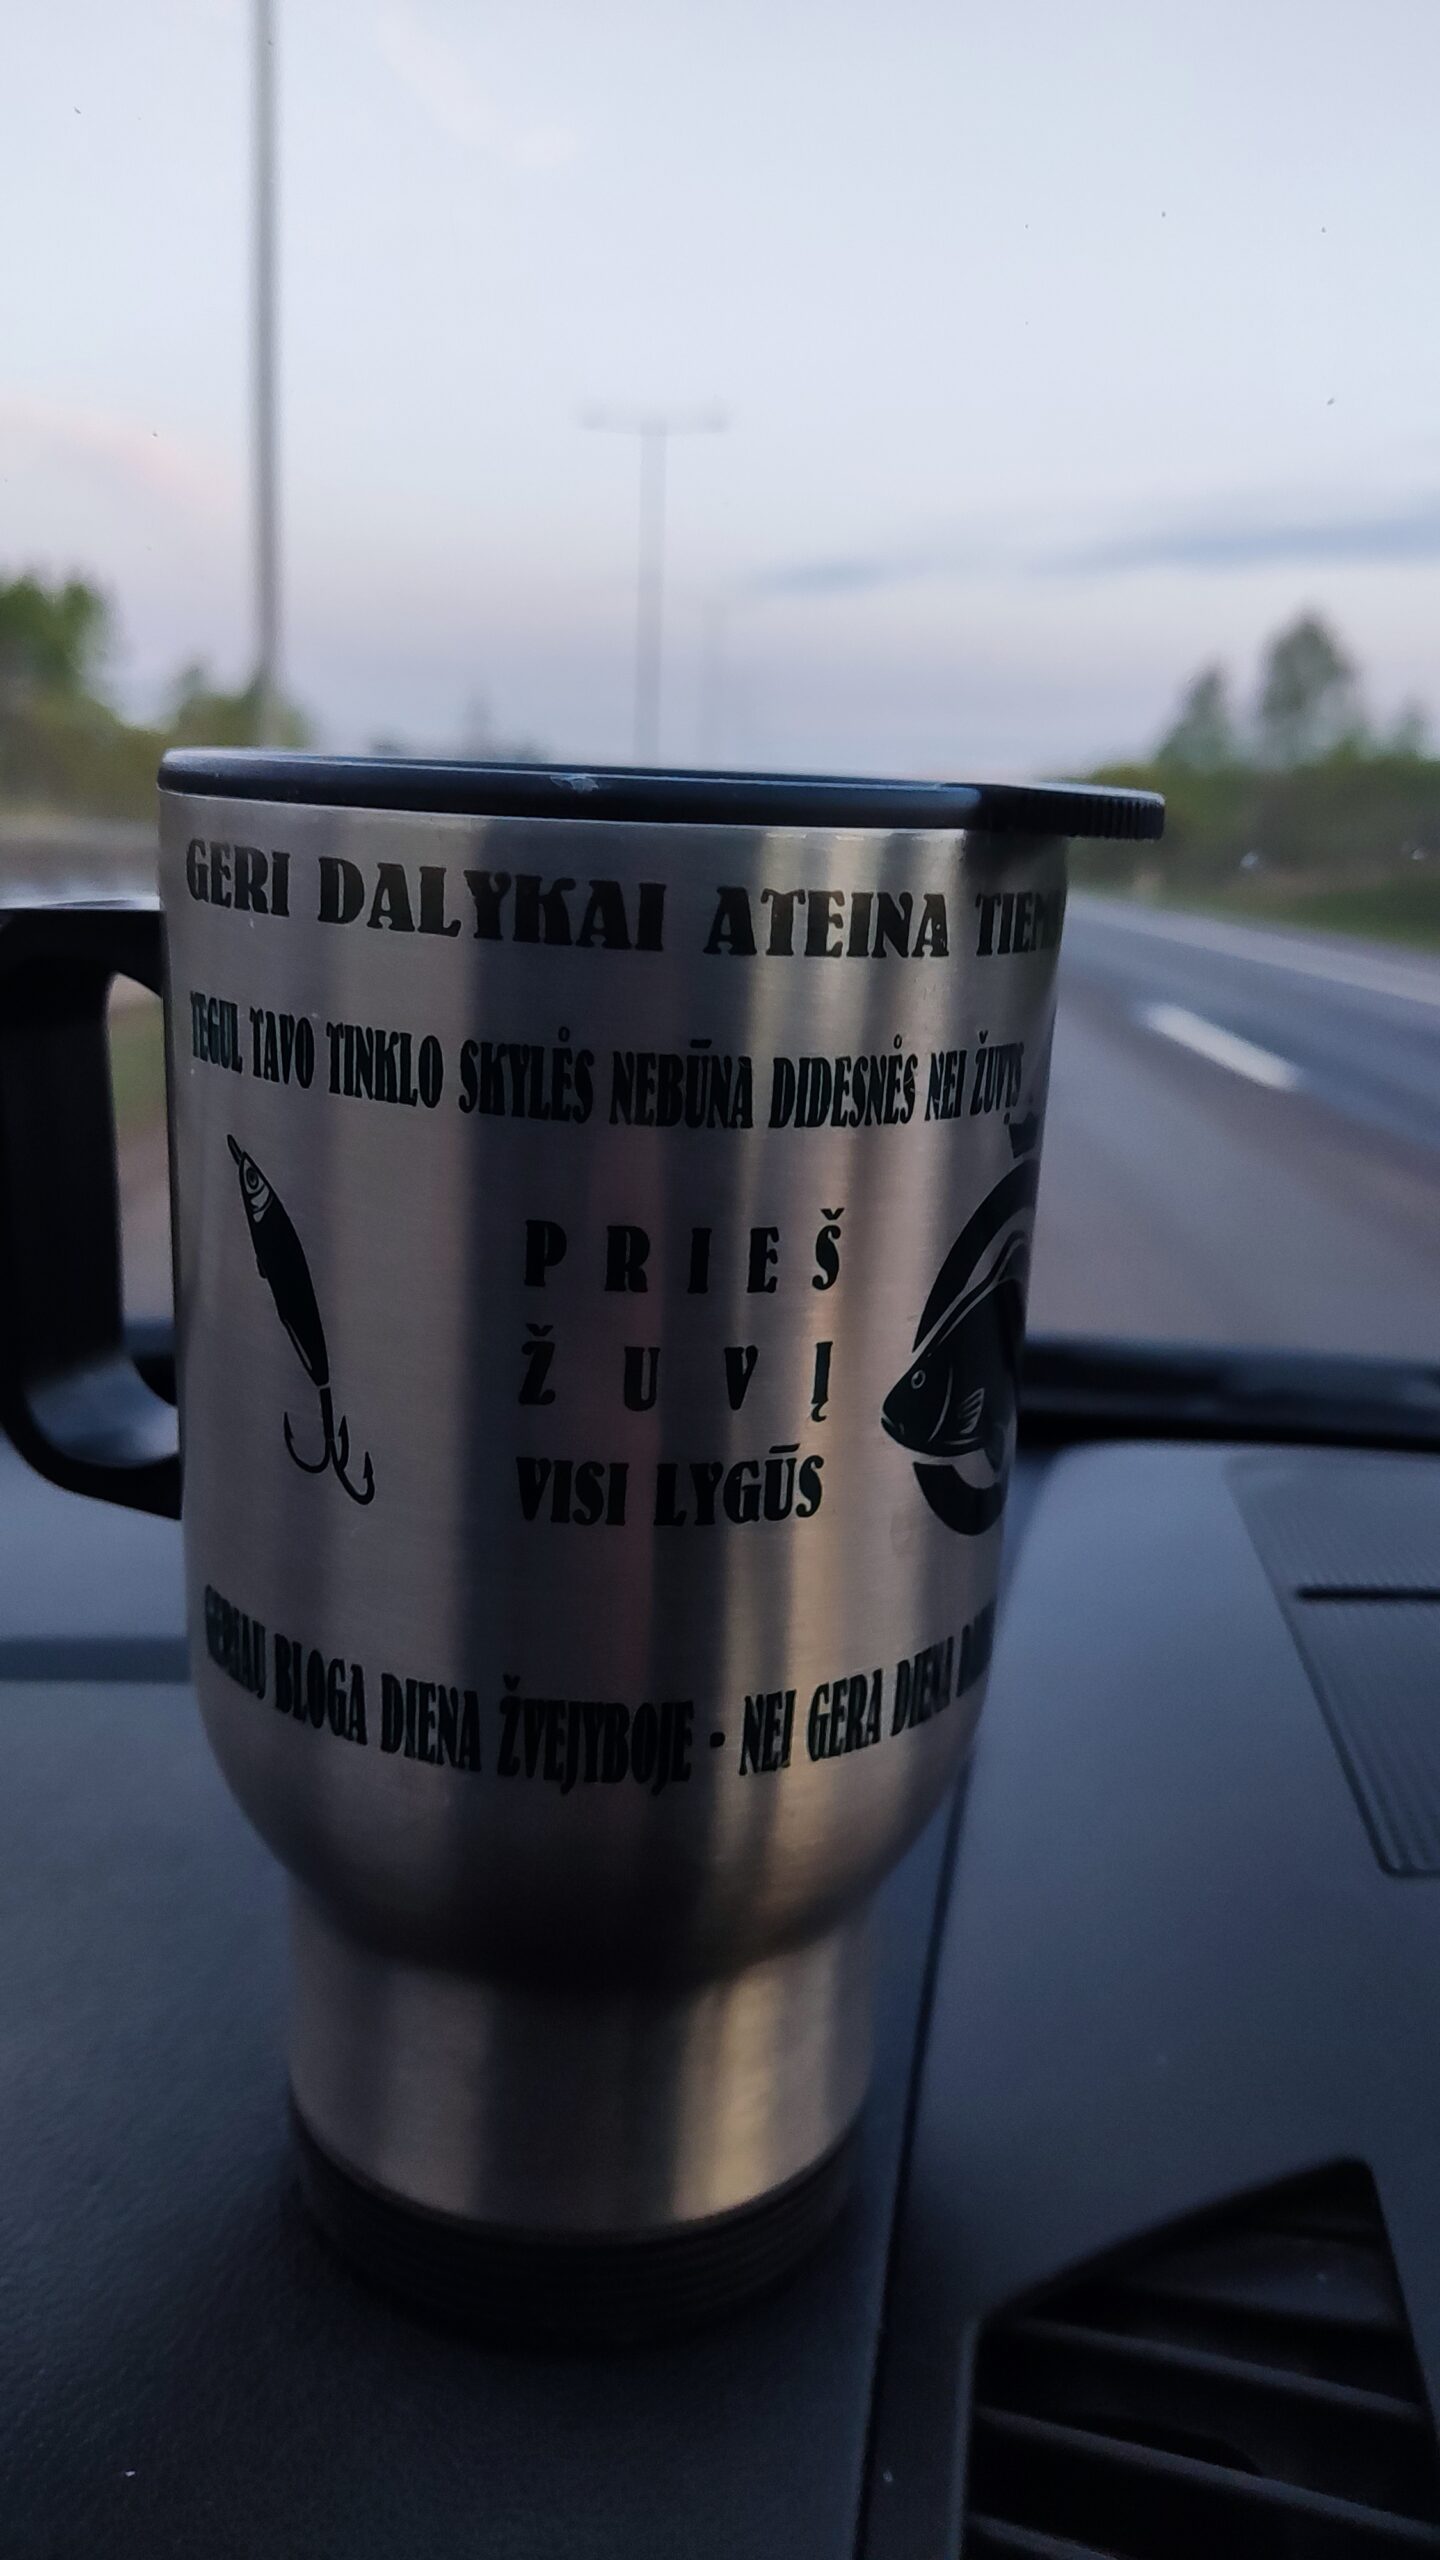 GERI DALYKAI ATEINA
TEGUL TAVO TINKLO SKYLĖS NEBŪNA DIDESNĖS NEI ŽUVYS
PRIEŠ
ŽUVĮ
VISI LYGŪS
GERIAU BLOGA DIENA ŽVEJYBOJE - NEI GERA DIENA